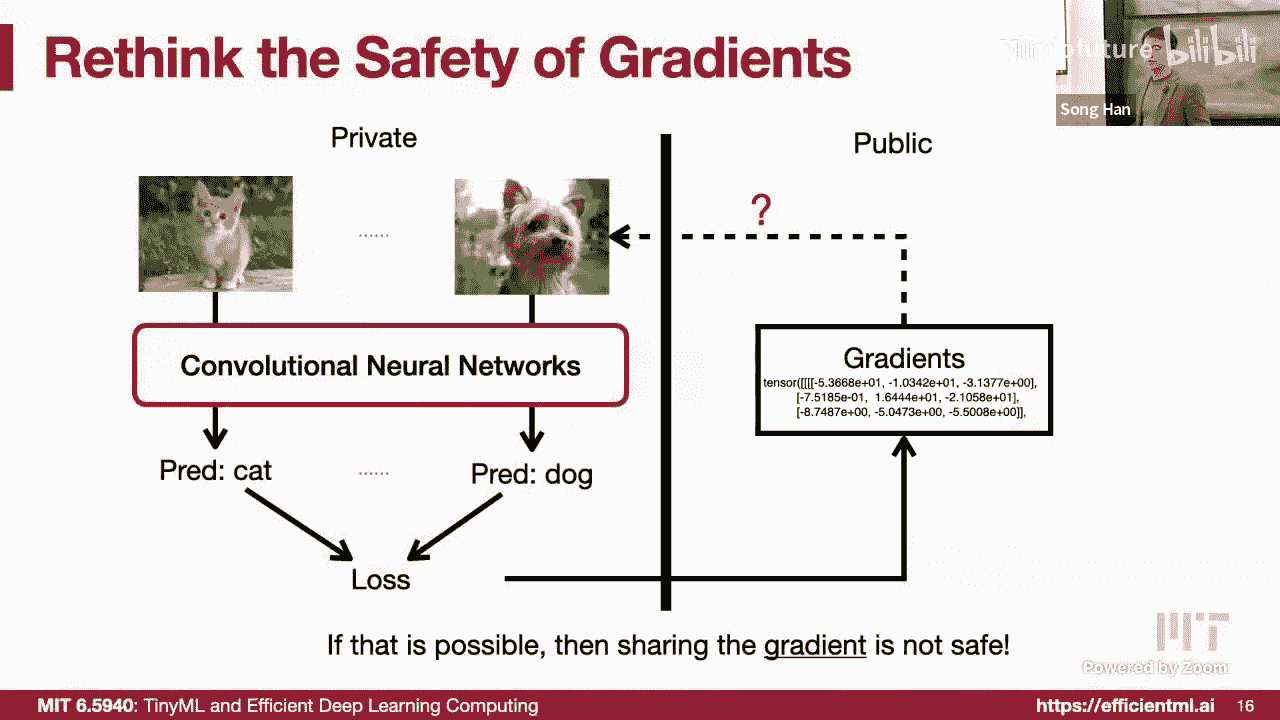 Rethink the Safety of Gradients
bilibili
Song Han
Private
Public
......
?
Convolutional Neural Networks
Gradients
tensor([[[[-5.3668e+01, -1.0342e+01, -3.1377e+00],
[-7.5185e-01, 1.6444e+01, -2.1058e+01],
[-8.7487e+00, -5.0473e+00, -5.5008e+00]],
Pred: cat
......
Pred: dog
Loss
If that is possible, then sharing the gradient is not safe!
MIT
Powered by Zoom
MIT 6.5940: TinyML and Efficient Deep Learning Computing
https://efficientml.ai
16